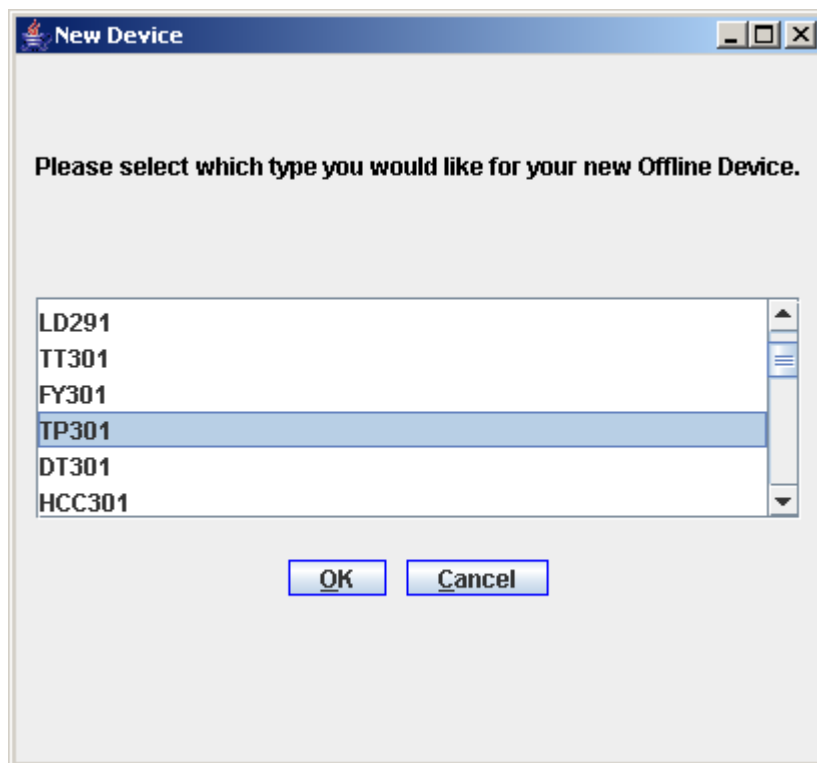 New Device
Please select which type you would like for your new Offline Device.
LD291
TT301
FY301
TP301
DT301
HCC301
OK Cancel